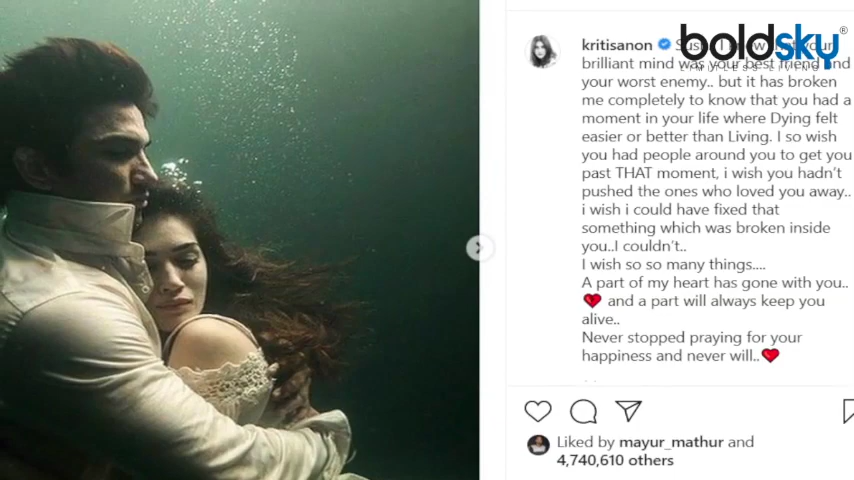 boldsky®
LIMITLESS LIVING
kritisanon
brilliant mind was your best friend and
your worst enemy.. but it has broken
me completely to know that you had a
moment in your life where Dying felt
easier or better than Living. I so wish
you had people around you to get you
past THAT moment, i wish you hadn't
pushed the ones who loved you away..
i wish i could have fixed that
something which was broken inside
you..I couldn't..
I wish so so many things....
A part of my heart has gone with you..
💔 and a part will always keep you
alive..
Never stopped praying for your
happiness and never will..❤️
Liked by mayur_mathur and
4,740,610 others